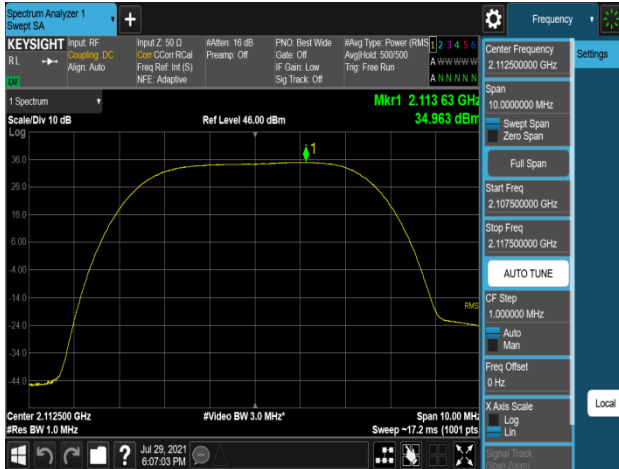 Spectrum Analyzer 1
Swept SA
+
Frequency
KEYSIGHT
Input: RF
Input Z: 50 Ω
#Atten: 16 dB
PNO: Best Wide
#Avg Type: Power (RMS
1 2 3 4 5 6
RL
Coupling: DC
Corr CCorr RCal
Preamp: Off
Gate: Off
Avg|Hold: 500/500
A W W W W W
Align: Auto
Freq Ref: Int (S)
IF Gain: Low
Trig: Free Run
NFE: Adaptive
Sig Track: Off
A N N N N N
LU
1 Spectrum
Mkr1 2.113 63 GHz
Scale/Div 10 dB
Ref Level 46.00 dBm
34.963 dBm
Log
1
36.0
26.0
16.0
6.00
-4.00
-14.0
RMS
-24.0
-34.0
-44.0
Center 2.112500 GHz
#Video BW 3.0 MHz*
Span 10.00 MHz
#Res BW 1.0 MHz
Sweep ~17.2 ms (1001 pts
?
Jul 29, 2021
6:07:03 PM
Center Frequency
2.112500000 GHz
Settings
Span
10.0000000 MHz
Swept Span
Zero Span
Full Span
Start Freq
2.107500000 GHz
Stop Freq
2.117500000 GHz
AUTO TUNE
CF Step
1.000000 MHz
Auto
Man
Freq Offset
0 Hz
X Axis Scale
Log
Lin
Local
Signal Track
(Span Zoom)